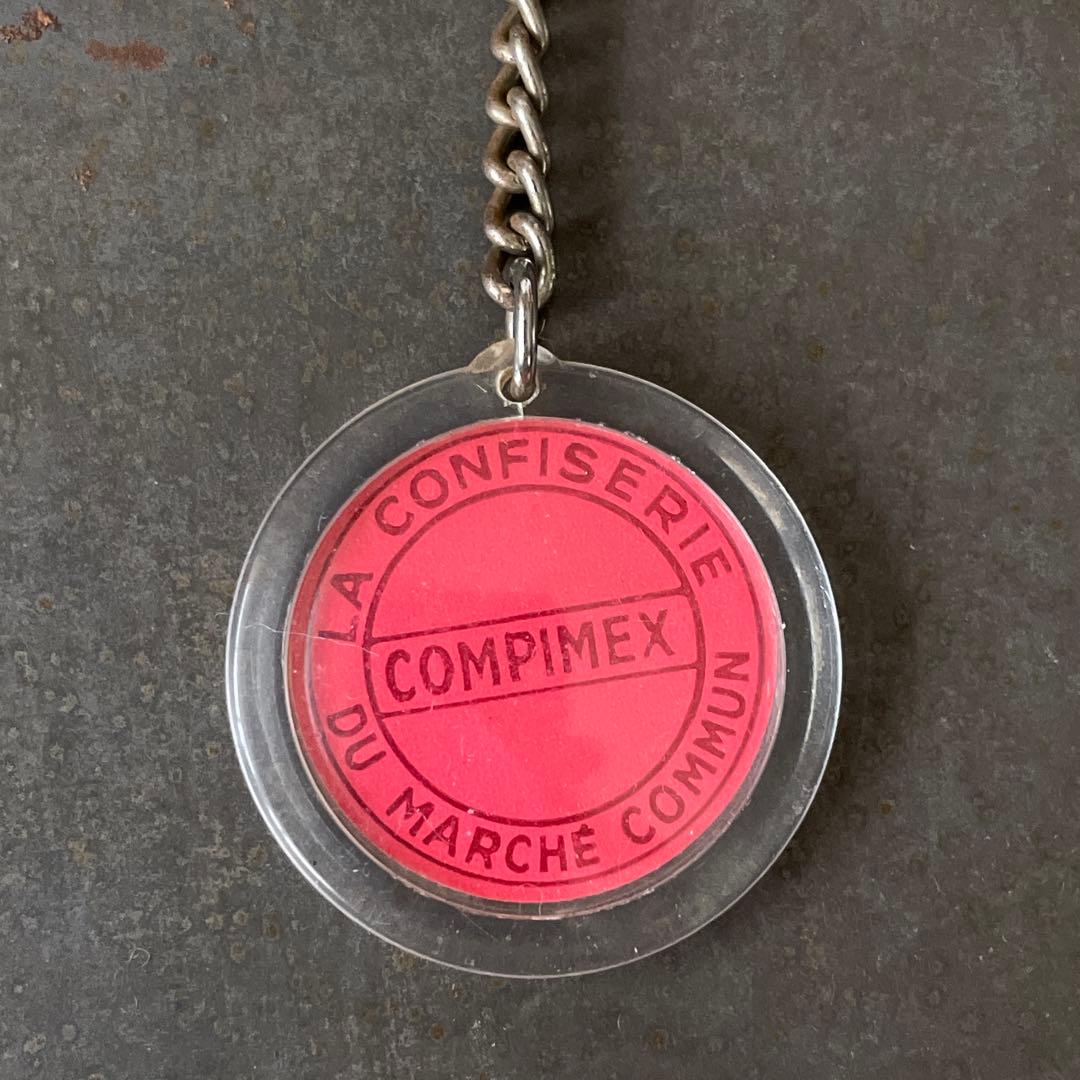 LA CONFISERIE
COMPIMEX
DU MARCHÉ COMMUN